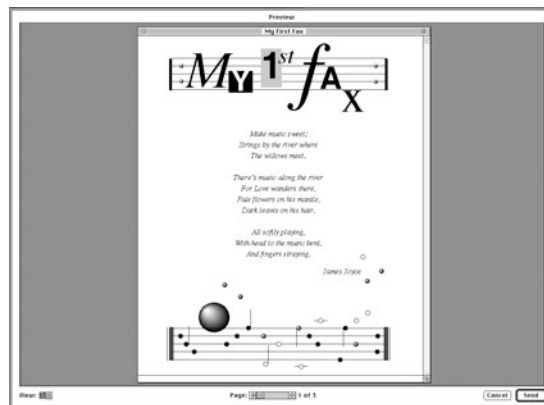 Preview
My First Fax
My 1st fAX
Make music sweet;
Strings by the river where
The willows meet.
There's music along the river
For Love wanders there,
Pale flowers on his mantle,
Dark leaves on his hair.
All softly playing,
With head to the music bent,
And fingers straying.
James Joyce
View:
Page: 1 of 3
Cancel
Send